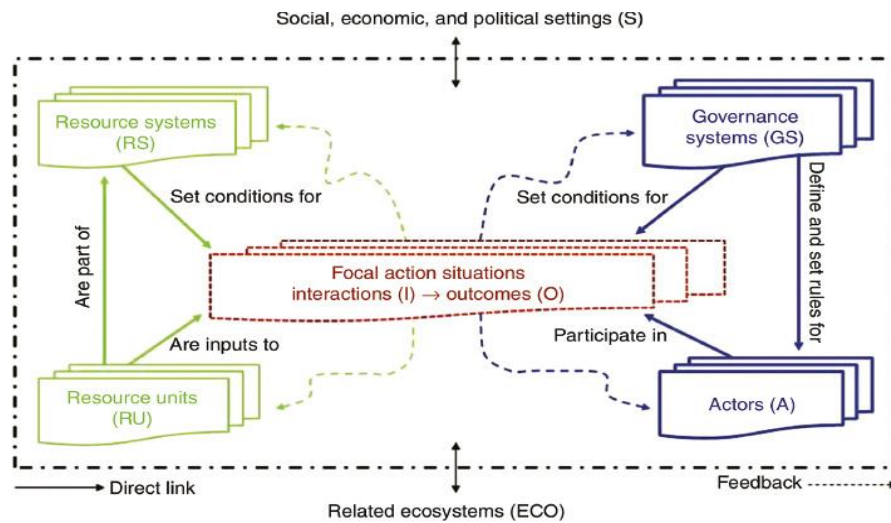 Social, economic, and political settings (S)
Resource systems
(RS)
Governance
systems (GS)
Set conditions for
Set conditions for
Define and set rules for
Are part of
Focal action situations
interactions (I) → outcomes (O)
Are inputs to
Participate in
Resource units
(RU)
Actors (A)
Direct link
Feedback
Related ecosystems (ECO)